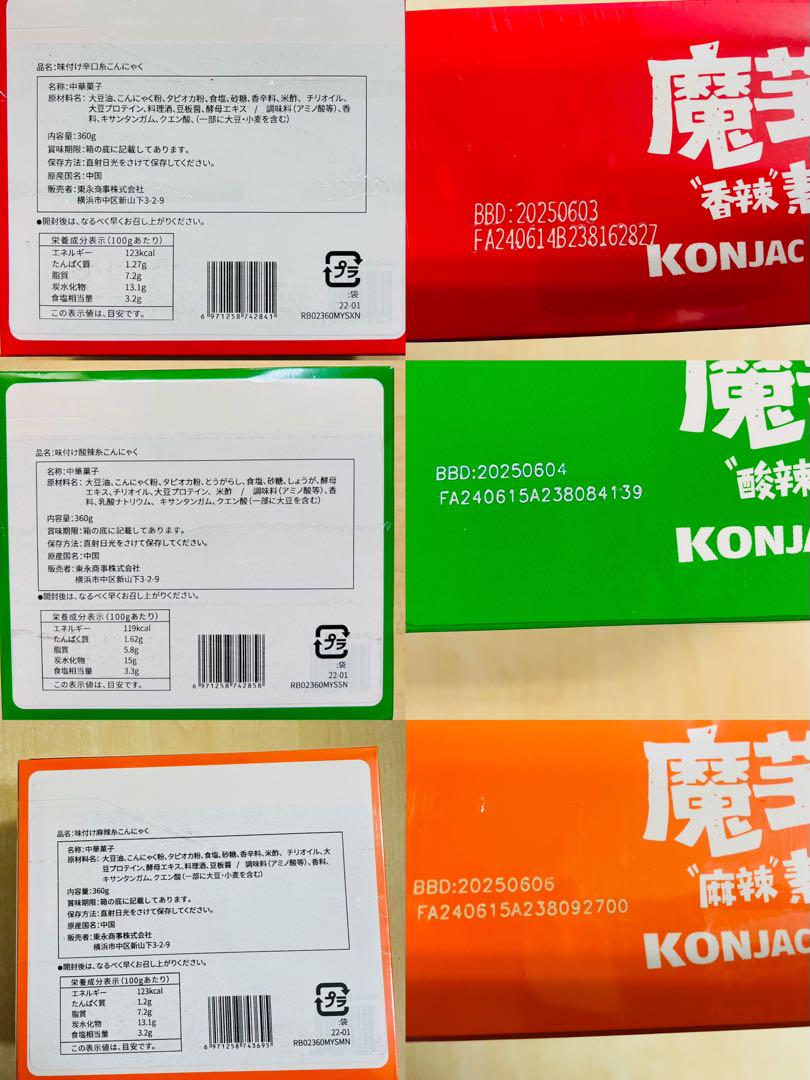 品名：味付け辛口糸こんにゃく
名称：中華菓子
原材料名：大豆油、こんにゃく粉、タピオカ粉、食塩、砂糖、香辛料、米酢、チリオイル、
大豆プロテイン、料理酒、豆板醤、酵母エキス / 調味料（アミノ酸等）、香
料、キサンタンガム、クエン酸、（一部に大豆・小麦を含む）
内容量：360g
賞味期限：箱の底に記載してあります。
保存方法：直射日光をさけて保存してください。
原産国名：中国
販売者：東永商事株式会社
横浜市中区新山下3-2-9
●開封後は、なるべく早くお召し上がりください。
栄養成分表示（100gあたり）
エネルギー 123kcal
たんぱく質 1.27g
脂質 7.2g
炭水化物 13.1g
食塩相当量 3.2g
この表示値は、目安です。
6 971258 742841
プラ
:袋
22-01
RB02360MYSXN
魔芋
"香辣"素
BBD:20250603
FA240614B238162827
KONJAC
品名：味付け酸辣糸こんにゃく
名称：中華菓子
原材料名：大豆油、こんにゃく粉、タピオカ粉、とうがらし、食塩、砂糖、しょうが、酵母
エキス、チリオイル、大豆プロテイン、米酢 / 調味料（アミノ酸等）、香
料、乳酸ナトリウム、キサンタンガム、クエン酸（一部に大豆を含む）
内容量：360g
賞味期限：箱の底に記載してあります。
保存方法：直射日光をさけて保存してください。
原産国名：中国
販売者：東永商事株式会社
横浜市中区新山下3-2-9
●開封後は、なるべく早くお召し上がりください。
栄養成分表示（100gあたり）
エネルギー 119kcal
たんぱく質 1.62g
脂質 5.8g
炭水化物 15g
食塩相当量 3.3g
この表示値は、目安です。
6 971258 742858
プラ
:袋
22-01
RB02360MYSSN
魔芋
"酸辣
BBD:20250604
FA240615A238084139
KONJA
品名：味付け麻辣糸こんにゃく
名称：中華菓子
原材料名：大豆油、こんにゃく粉、タピオカ粉、食塩、砂糖、香辛料、米酢、チリオイル、大
豆プロテイン、酵母エキス、料理酒、豆板醤 / 調味料（アミノ酸等）、香料、
キサンタンガム、クエン酸（一部に大豆・小麦を含む）
内容量：360g
賞味期限：箱の底に記載してあります。
保存方法：直射日光をさけて保存してください。
原産国名：中国
販売者：東永商事株式会社
横浜市中区新山下3-2-9
●開封後は、なるべく早くお召し上がりください。
栄養成分表示（100gあたり）
エネルギー 123kcal
たんぱく質 1.2g
脂質 7.2g
炭水化物 13.1g
食塩相当量 3.2g
この表示値は、目安です。
6 971258 743695
プラ
:袋
22-01
RB02360MYSMN
魔芋
"麻辣"素
BBD:20250606
FA240615A238092700
KONJAC